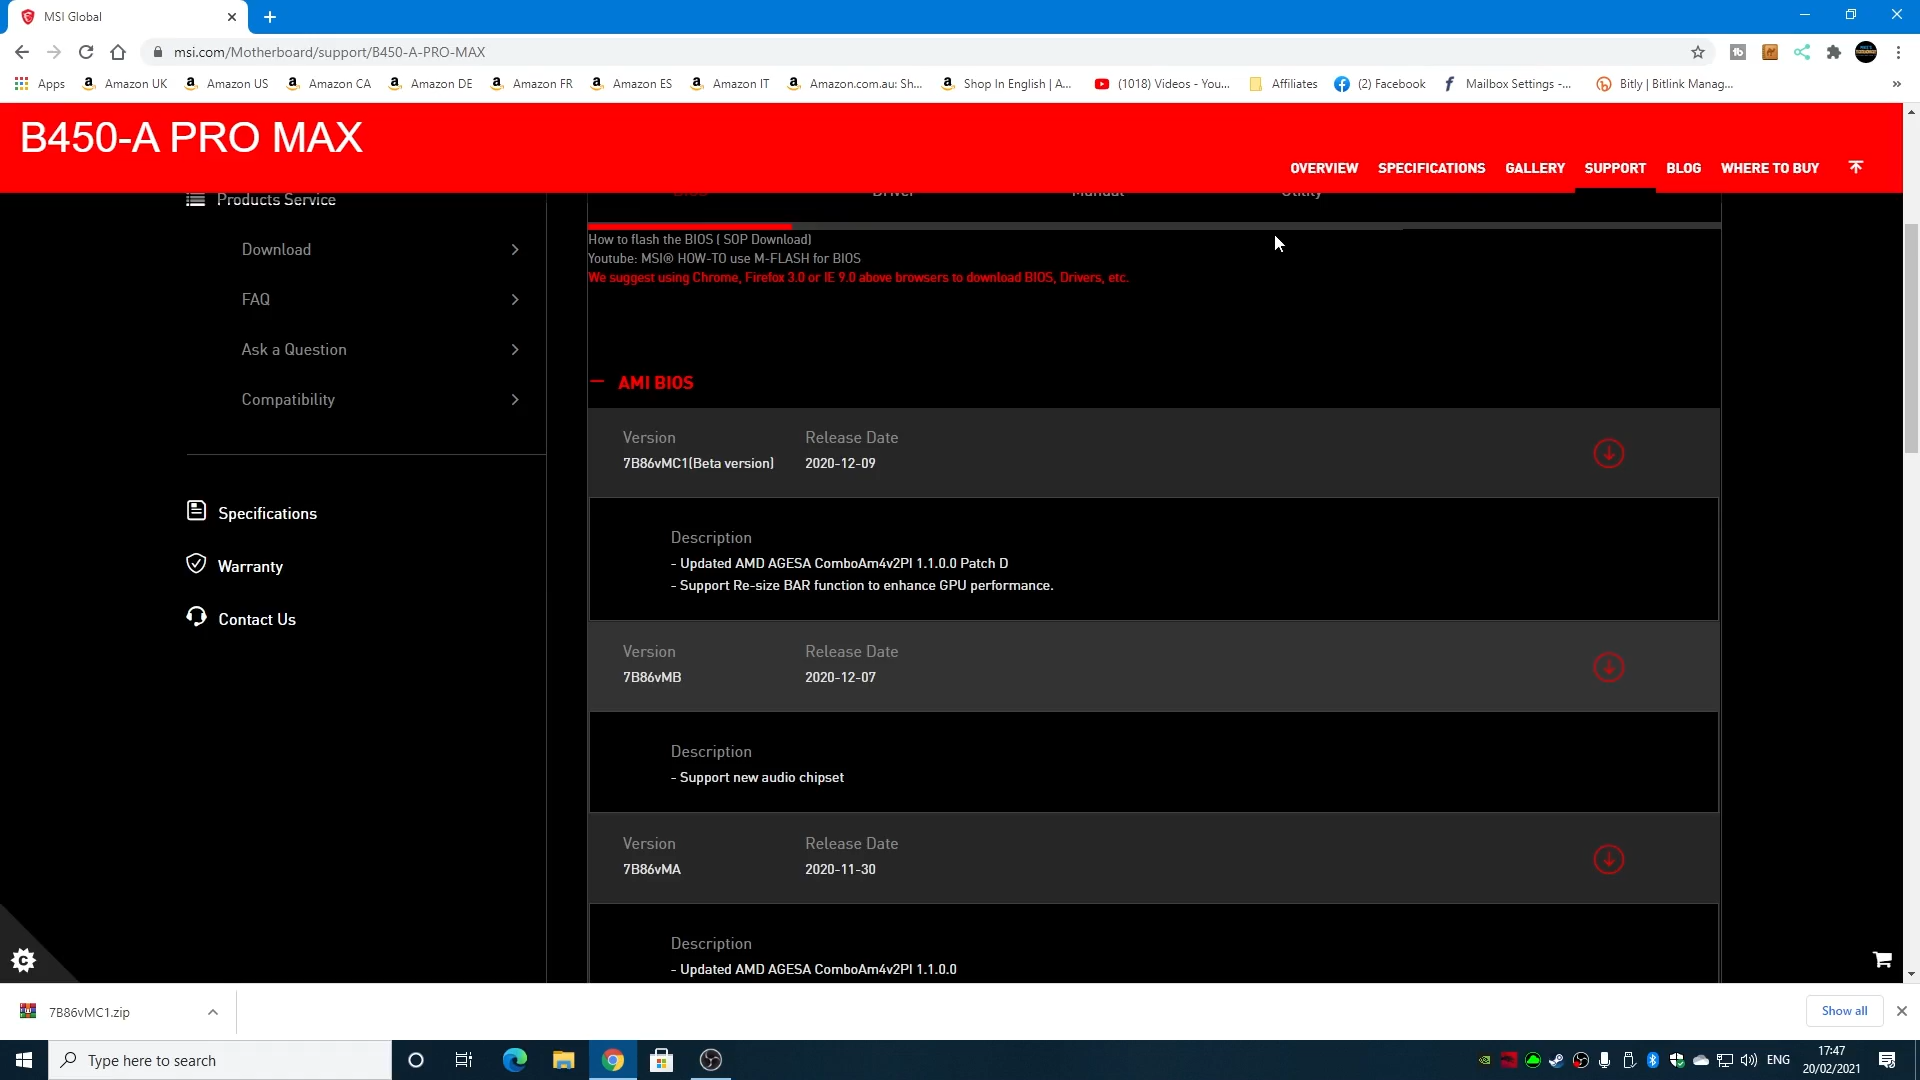 MSI Global
msi.com/Motherboard/support/B450-A-PRO-MAX
Apps
Amazon UK
Amazon US
Amazon CA
Amazon DE
Amazon FR
Amazon ES
Amazon IT
Amazon.com.au: Sh...
Shop In English | A...
(1018) Videos - You...
Affiliates
(2) Facebook
Mailbox Settings -...
Bitly | Bitlink Manag...
B450-A PRO MAX
OVERVIEW
SPECIFICATIONS
GALLERY
SUPPORT
BLOG
WHERE TO BUY
Products Service
Driver
Manual
Utility
Download
FAQ
Ask a Question
Compatibility
Specifications
Warranty
Contact Us
How to flash the BIOS ( SOP Download)
Youtube: MSI® HOW-TO use M-FLASH for BIOS
We suggest using Chrome, Firefox 3.0 or IE 9.0 above browsers to download BIOS, Drivers, etc.
AMI BIOS
Version
Release Date
7B86vMC1(Beta version)
2020-12-09
Description
- Updated AMD AGESA ComboAm4v2PI 1.1.0.0 Patch D
- Support Re-size BAR function to enhance GPU performance.
Version
Release Date
7B86vMB
2020-12-07
Description
- Support new audio chipset
Version
Release Date
7B86vMA
2020-11-30
Description
- Updated AMD AGESA ComboAm4v2PI 1.1.0.0
7B86vMC1.zip
Show all
Type here to search
ENG
17:47
20/02/2021